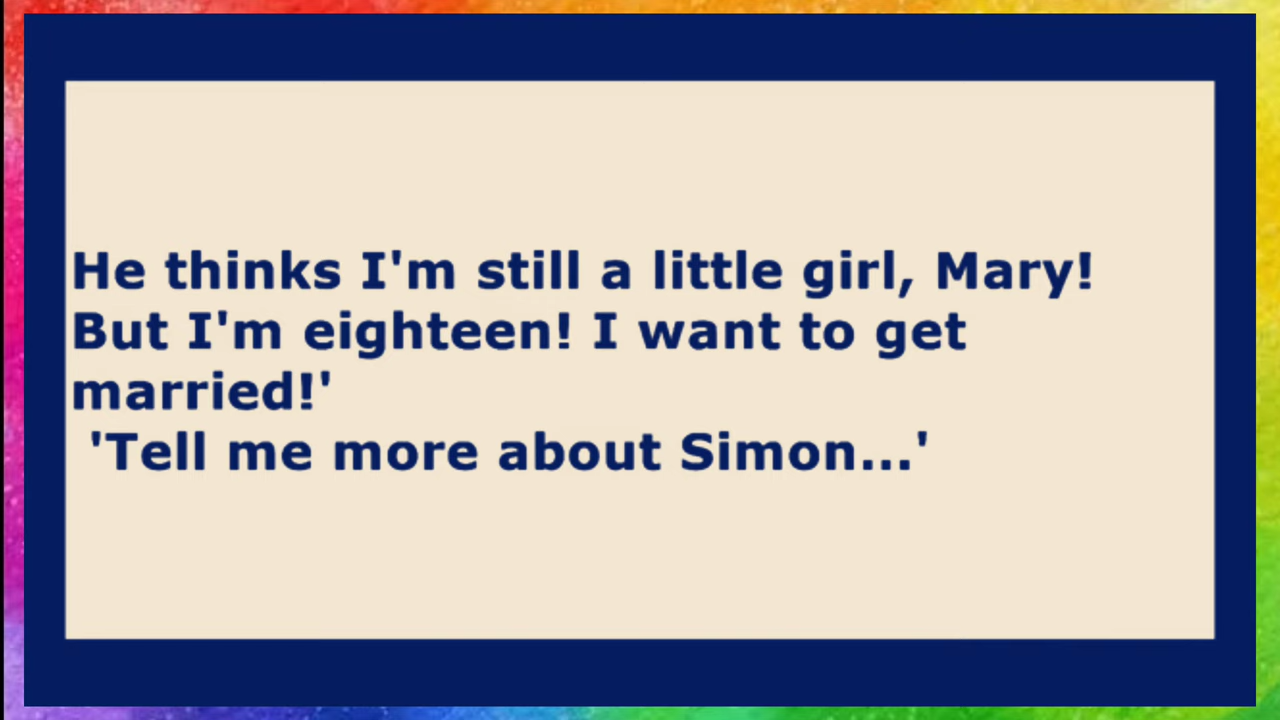 He thinks I'm still a little girl, Mary!
But I'm eighteen! I want to get
married!'
'Tell me more about Simon...'